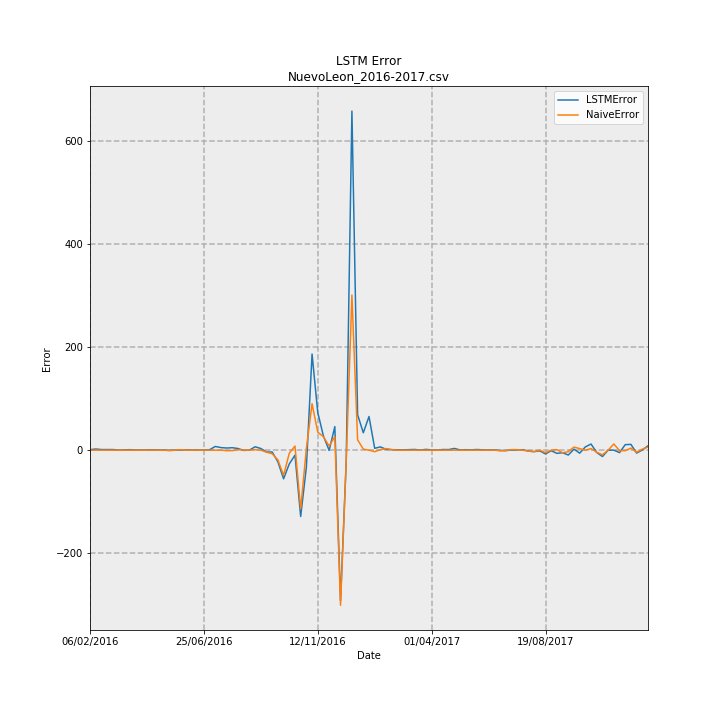 LSTM Error
NuevoLeon_2016-2017.csv
LSTMError
NaiveError
600
400
200
0
−200
Error
06/02/2016
25/06/2016
12/11/2016
01/04/2017
19/08/2017
Date